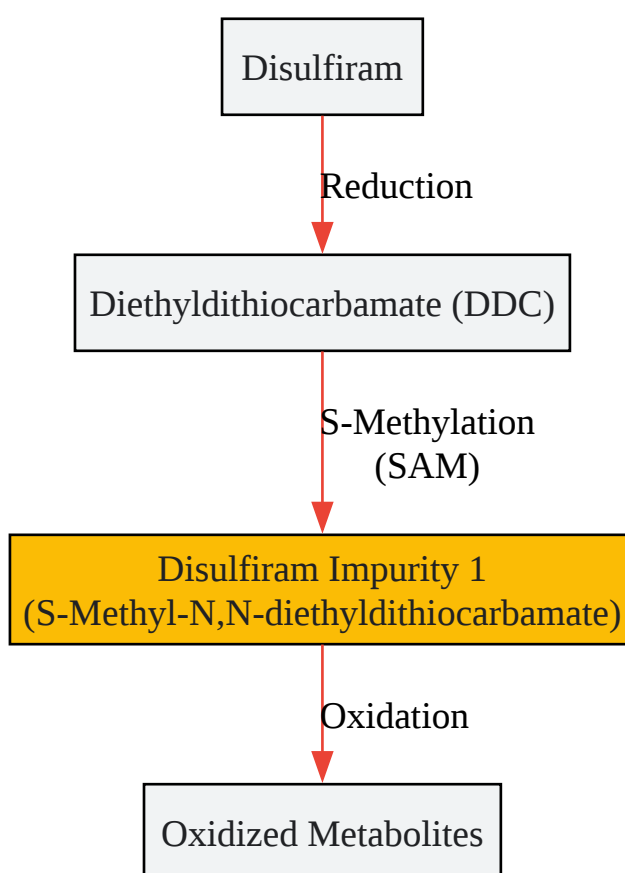 Disulfiram
Reduction
Diethyldithiocarbamate (DDC)
S-Methylation
(SAM)
Disulfiram Impurity 1
(S-Methyl-N,N-diethyldithiocarbamate)
Oxidation
Oxidized Metabolites